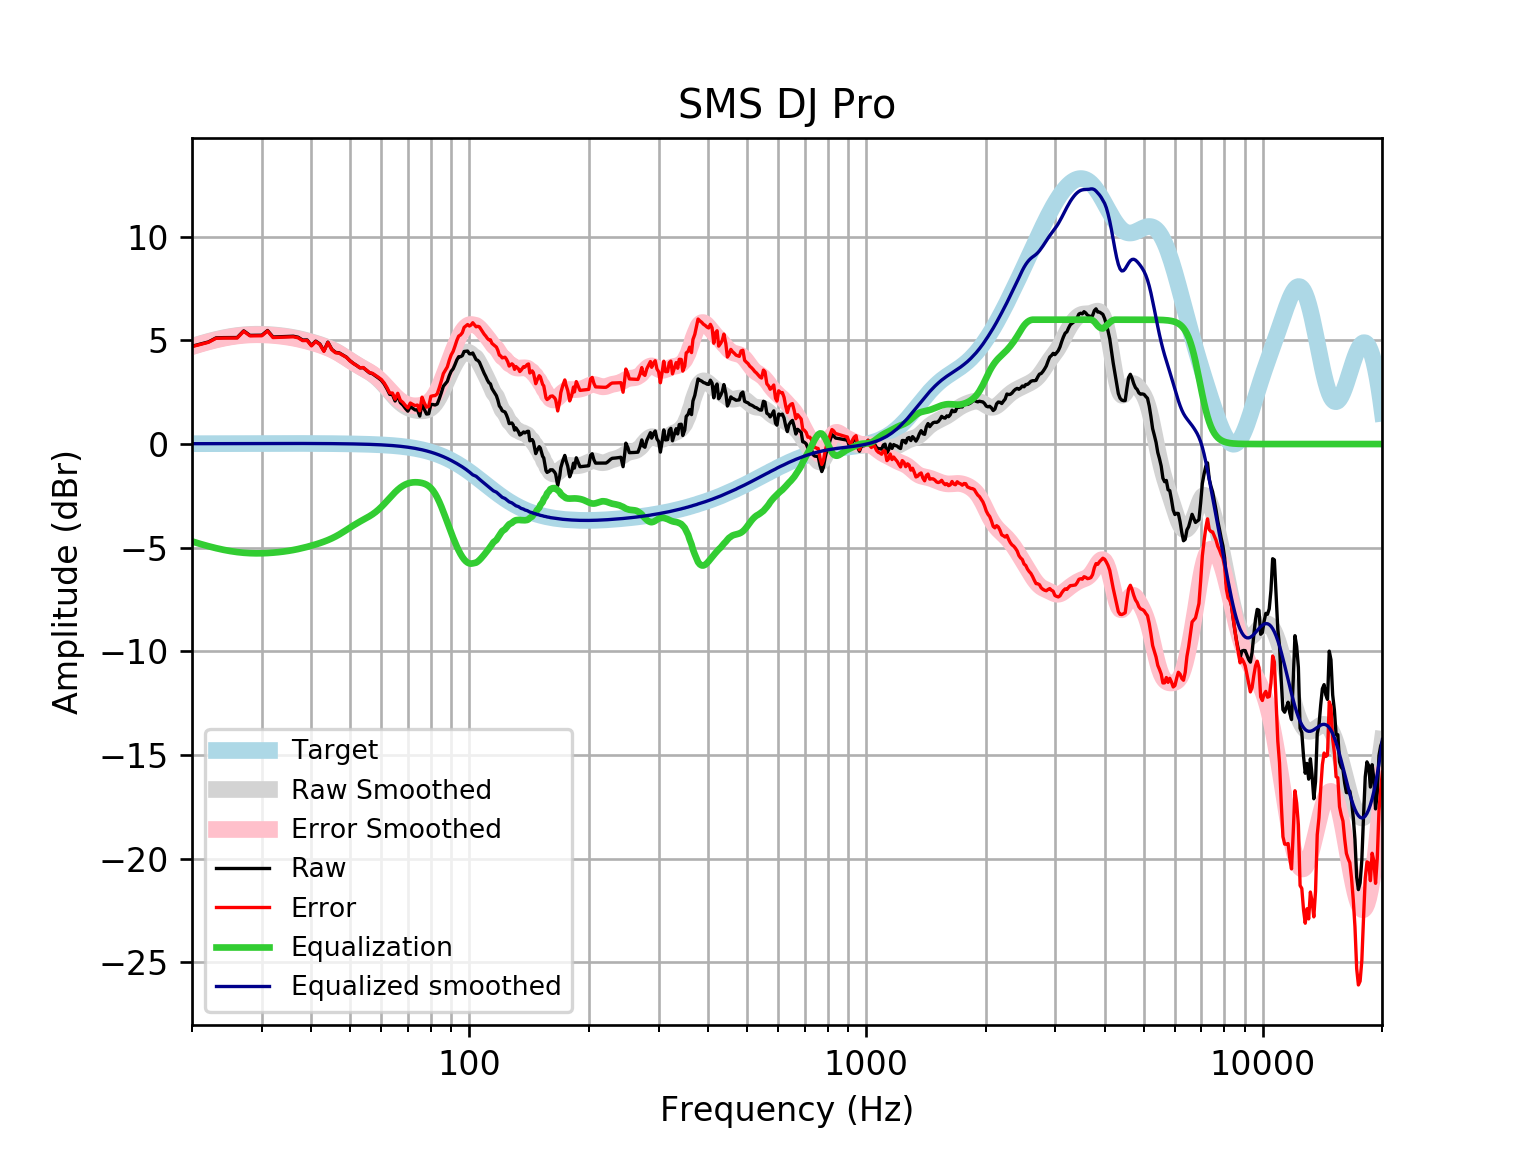 SMS DJ Pro
Amplitude (dBr)
10
5
0
−5
−10
−15
−20
−25
Target
Raw Smoothed
Error Smoothed
Raw
Error
Equalization
Equalized smoothed
100
1000
10000
Frequency (Hz)